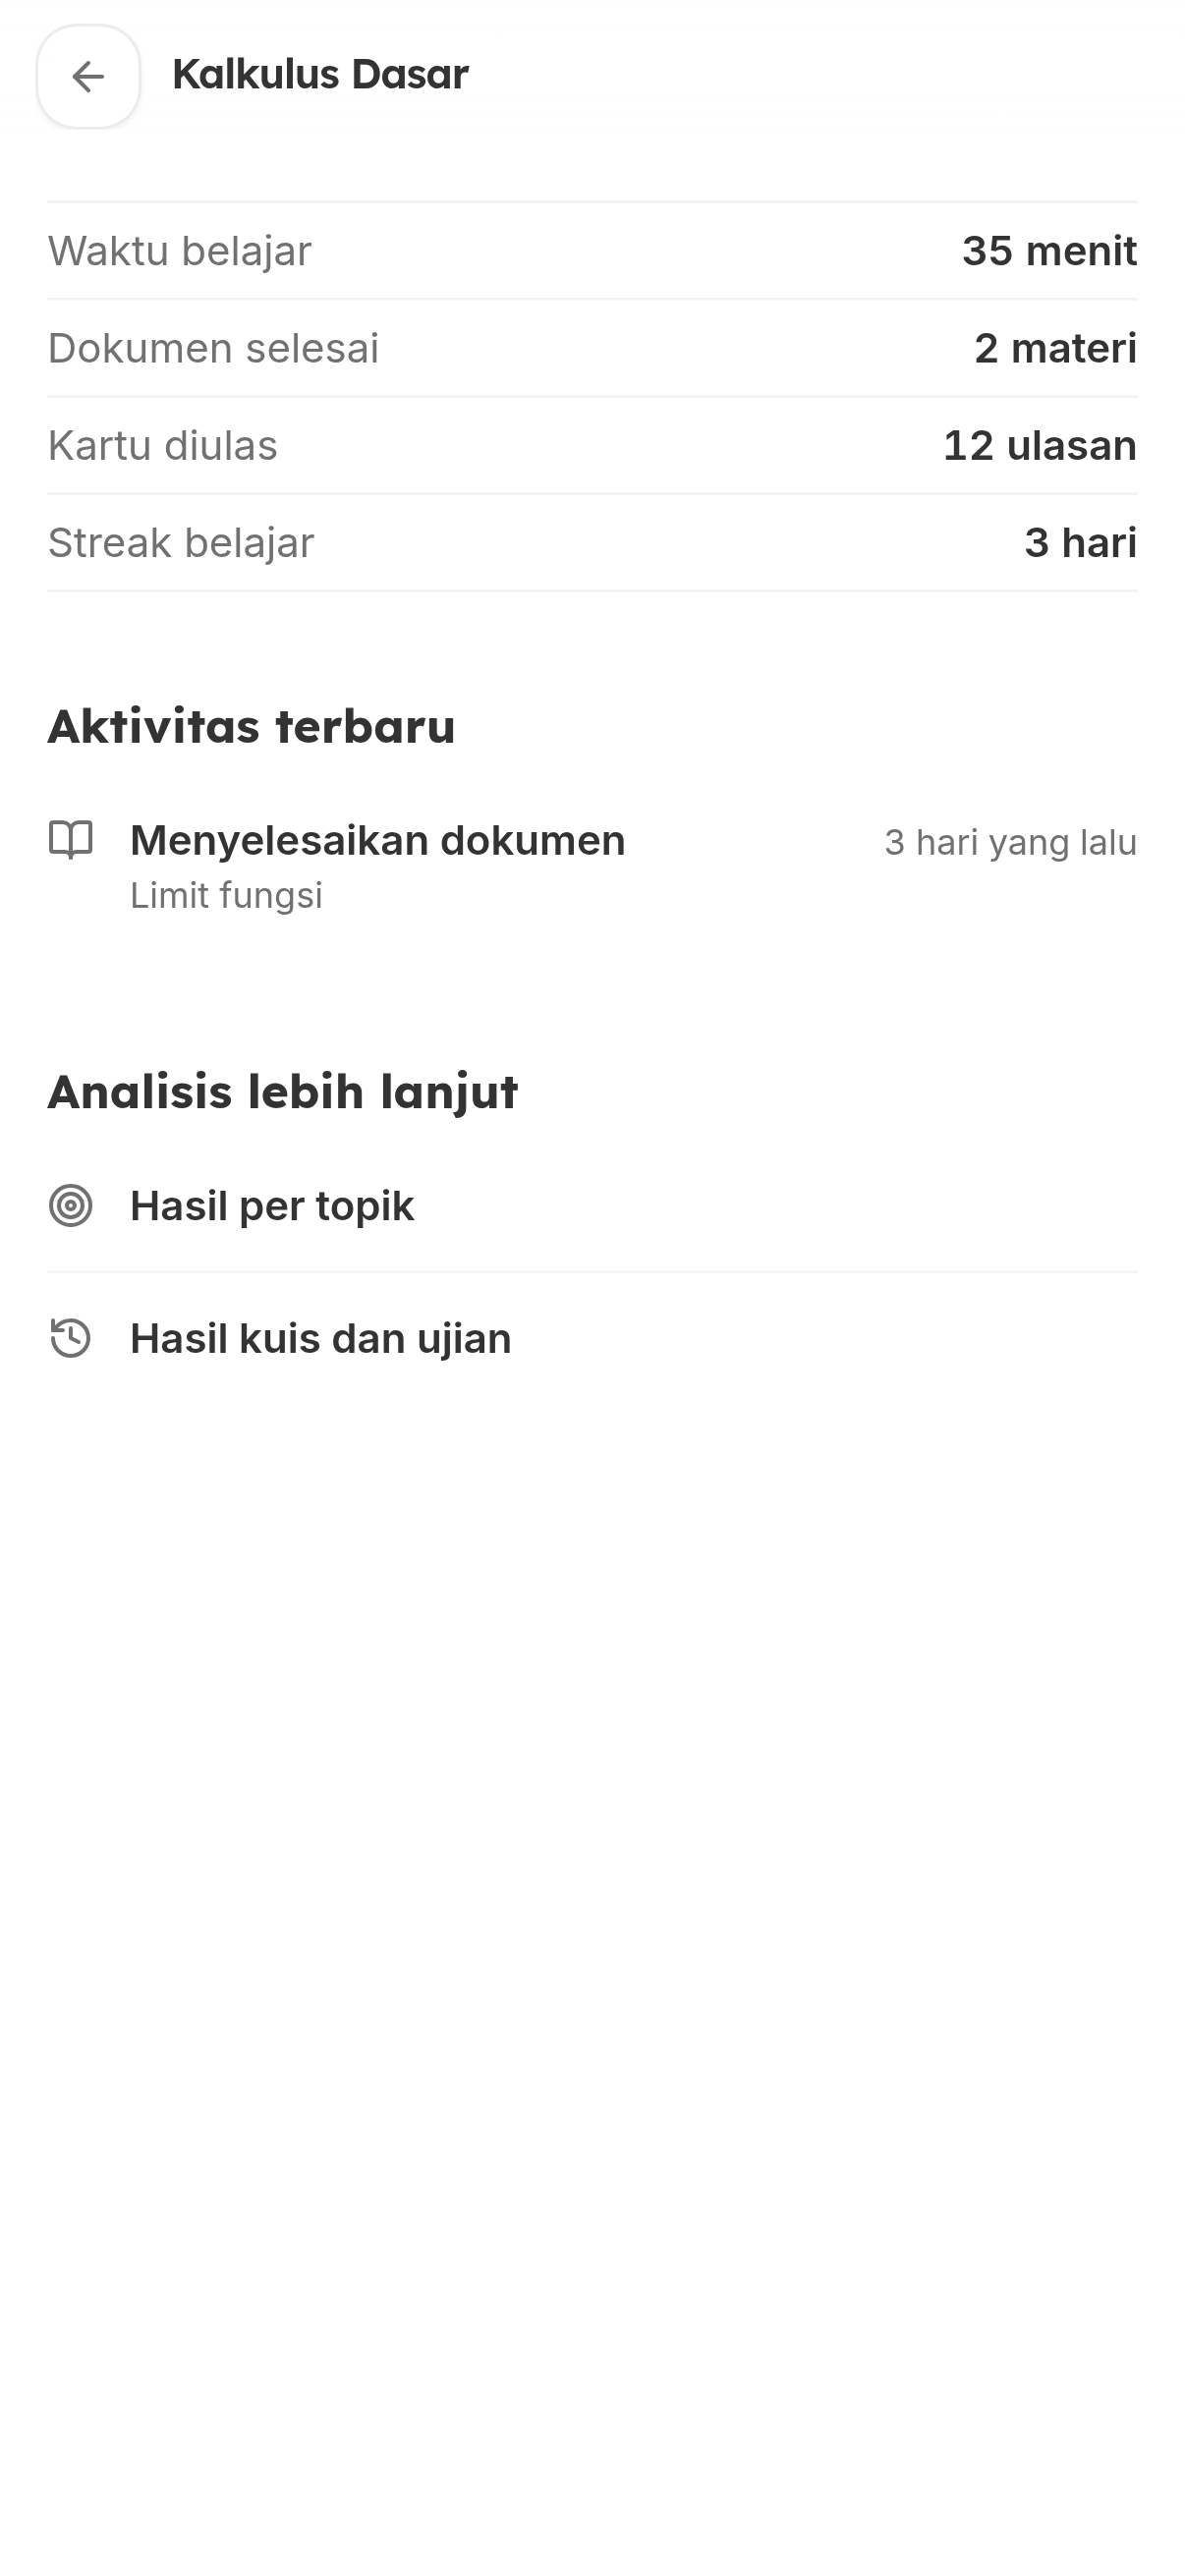 Kalkulus Dasar
Waktu belajar 35 menit
Dokumen selesai 2 materi
Kartu diulas 12 ulasan
Streak belajar 3 hari
Aktivitas terbaru
Menyelesaikan dokumen 3 hari yang lalu
Limit fungsi
Analisis lebih lanjut
Hasil per topik
Hasil kuis dan ujian